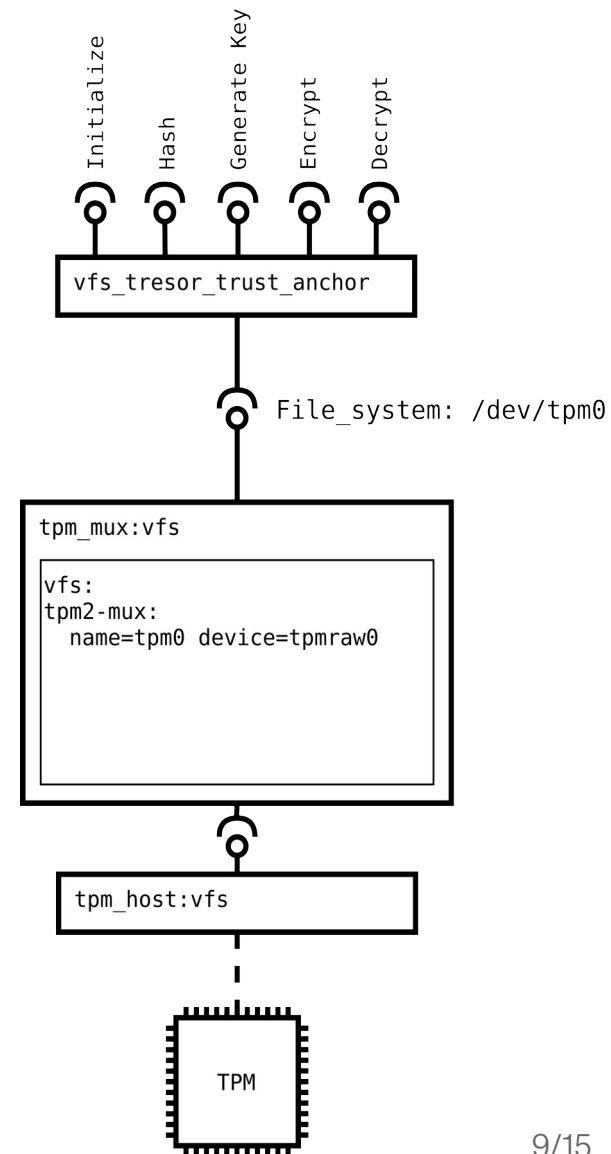 Initialize
Hash
Generate Key
Encrypt
Decrypt
vfs_tresor_trust_anchor
File_system: /dev/tpm0
tpm_mux:vfs
vfs:
tpm2-mux:
name=tpm0 device=tpmraw0
tpm_host:vfs
TPM
9/15